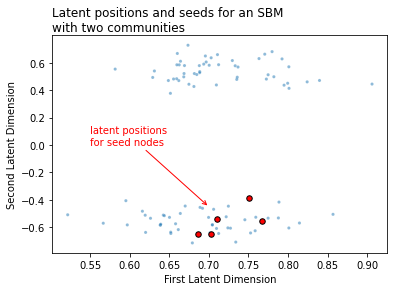 Latent positions and seeds for an SBM
with two communities
0.6
0.4
0.2
0.0
−0.2
−0.4
−0.6
Second Latent Dimension
latent positions
for seed nodes
0.55 0.60 0.65 0.70 0.75 0.80 0.85 0.90
First Latent Dimension